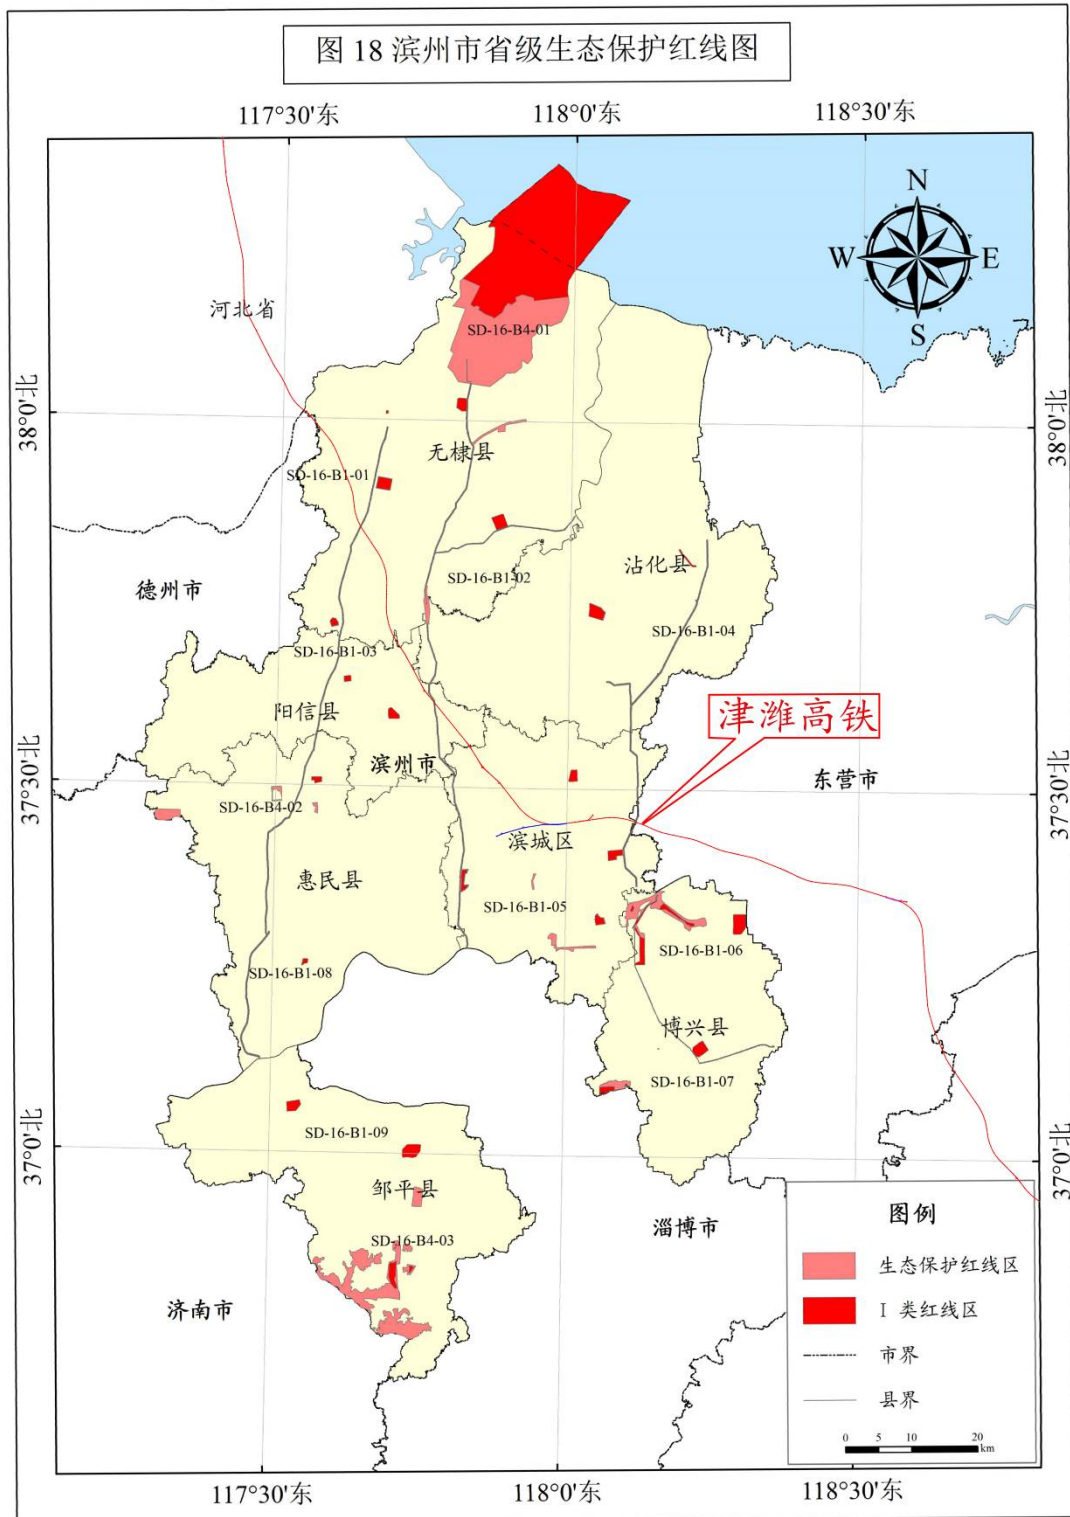 图 18 滨州市省级生态保护红线图
117°30'东
118°0'东
118°30'东
N
W
E
S
河北省
SD-16-B4-01
38°0'北
38°0'北
无棣县
SD-16-B1-01
SD-16-B1-02
沾化县
德州市
SD-16-B1-04
SD-16-B1-03
阳信县
津潍高铁
滨州市
37°30'北
东营市
37°30'北
SD-16-B4-02
滨城区
惠民县
SD-16-B1-05
SD-16-B1-06
SD-16-B1-08
博兴县
SD-16-B1-07
37°0'北
SD-16-B1-09
37°0'北
邹平县
淄博市
SD-16-B4-03
济南市
图例
生态保护红线区
I 类红线区
市界
县界
0 5 10 20
km
117°30'东
118°0'东
118°30'东